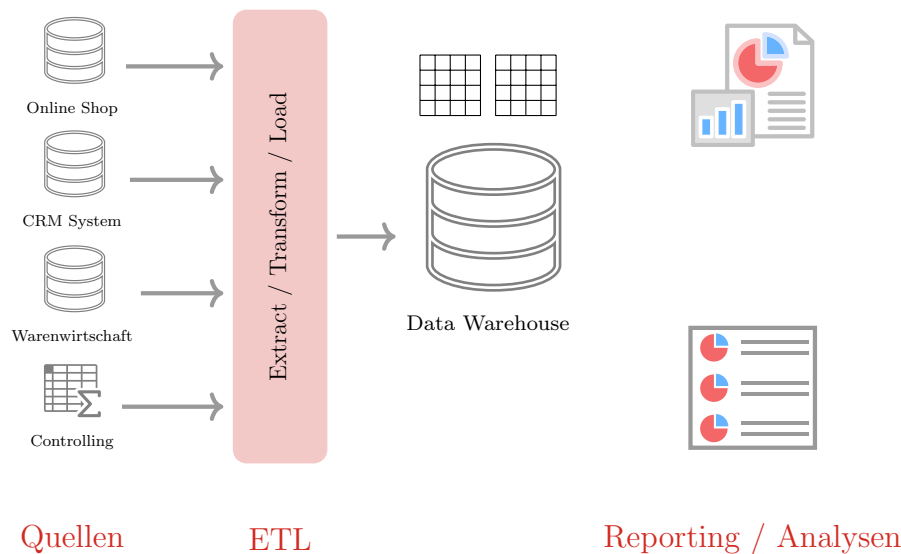 Online Shop
CRM System
Warenwirtschaft
Controlling
Extract / Transform / Load
Data Warehouse
Quellen
ETL
Reporting / Analysen